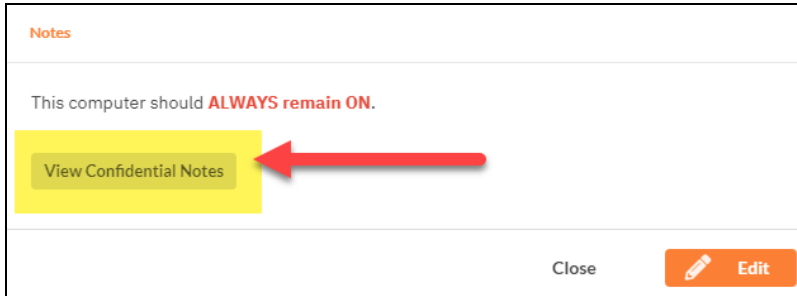 Notes
This computer should ALWAYS remain ON.
View Confidential Notes
Close
Edit